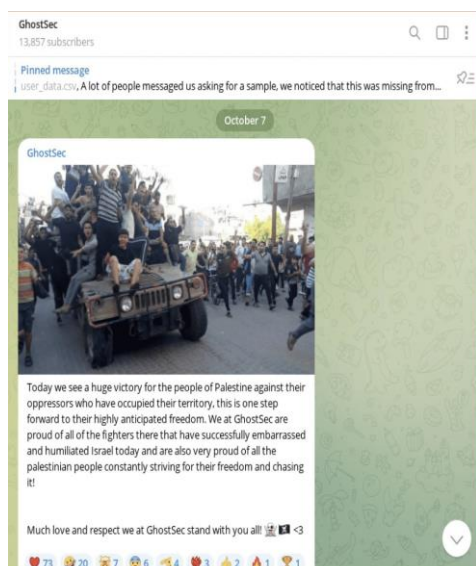 GhostSec
13,857 subscribers
Pinned message
user_data.csv, A lot of people messaged us asking for a sample, we noticed that this was missing from...
October 7
GhostSec
Today we see a huge victory for the people of Palestine against their
oppressors who have occupied their territory, this is one step
forward to their highly anticipated freedom. We at GhostSec are
proud of all of the fighters there that have successfully embarrassed
and humiliated Israel today and are also very proud of all the
palestinian people constantly striving for their freedom and chasing
it!
Much love and respect we at GhostSec stand with you all! <3
73 20 7 6 4 3 2 1 1